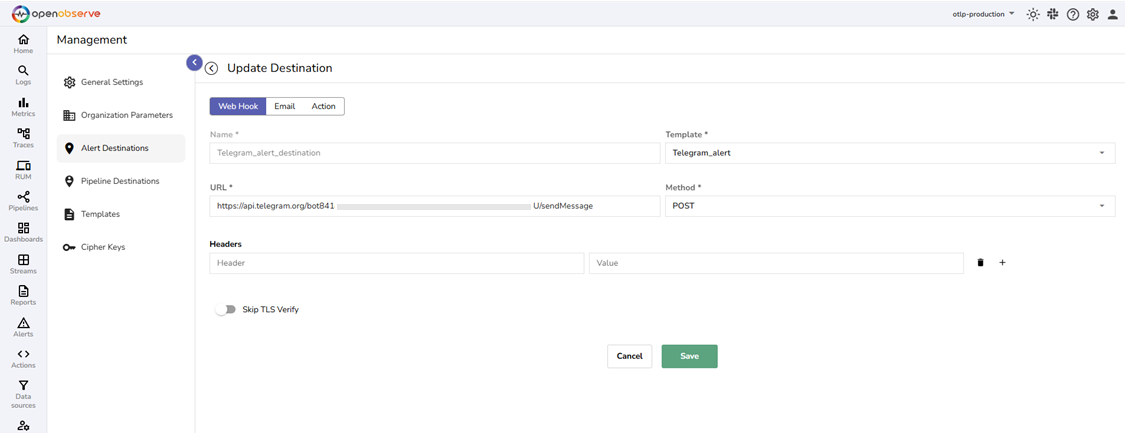 openobserve
otlp-production
Management
Home
Logs
Metrics
Traces
RUM
Pipelines
Dashboards
Streams
Reports
Alerts
Actions
Data
sources
General Settings
Organization Parameters
Alert Destinations
Pipeline Destinations
Templates
Cipher Keys
Update Destination
Web Hook Email Action
Name * Template *
Telegram_alert_destination Telegram_alert
URL * Method *
https://api.telegram.org/bot841 U/sendMessage POST
Headers
Header Value
Skip TLS Verify
Cancel Save